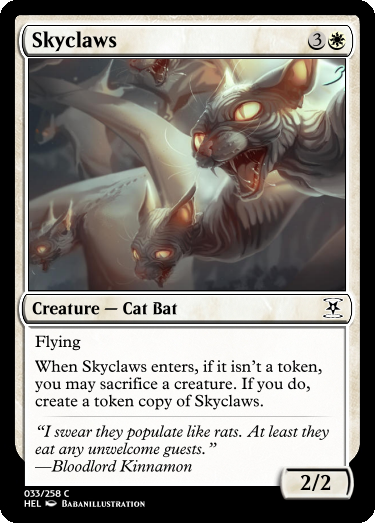 Skyclaws 3
Creature — Cat Bat
Flying
When Skyclaws enters, if it isn't a token,
you may sacrifice a creature. If you do,
create a token copy of Skyclaws.
“I swear they populate like rats. At least they
eat any unwelcome guests.”
—Bloodlord Kinnamon
2/2
033/258 C
HEL Babanillustration